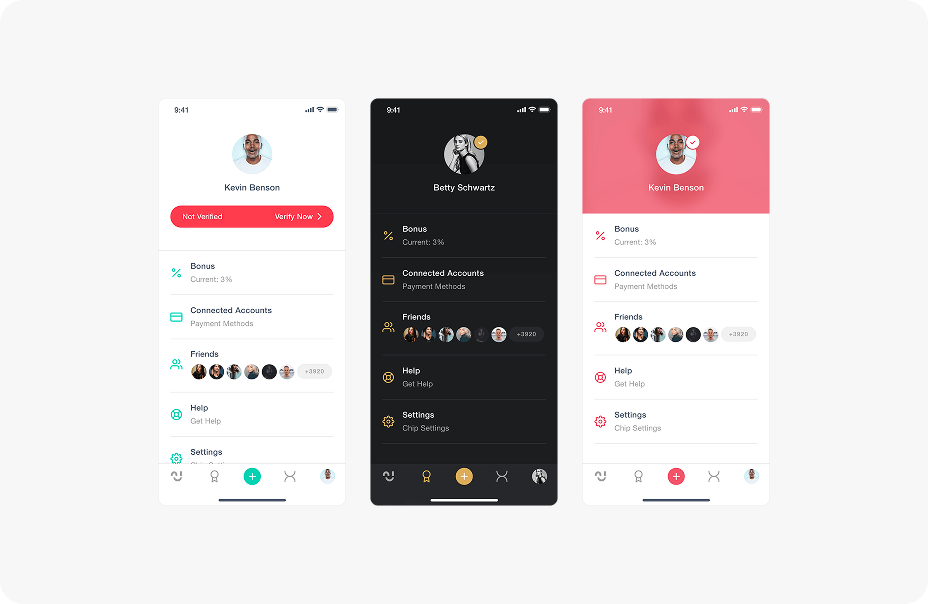 9:41
Kevin Benson
Not Verified Verify Now
Bonus
Current: 3%
Connected Accounts
Payment Methods
Friends
+3920
Help
Get Help
Settings
9:41
Betty Schwartz
Bonus
Current: 3%
Connected Accounts
Payment Methods
Friends
+3920
Help
Get Help
Settings
Chip Settings
9:41
Kevin Benson
Bonus
Current: 3%
Connected Accounts
Payment Methods
Friends
+3920
Help
Get Help
Settings
Chip Settings